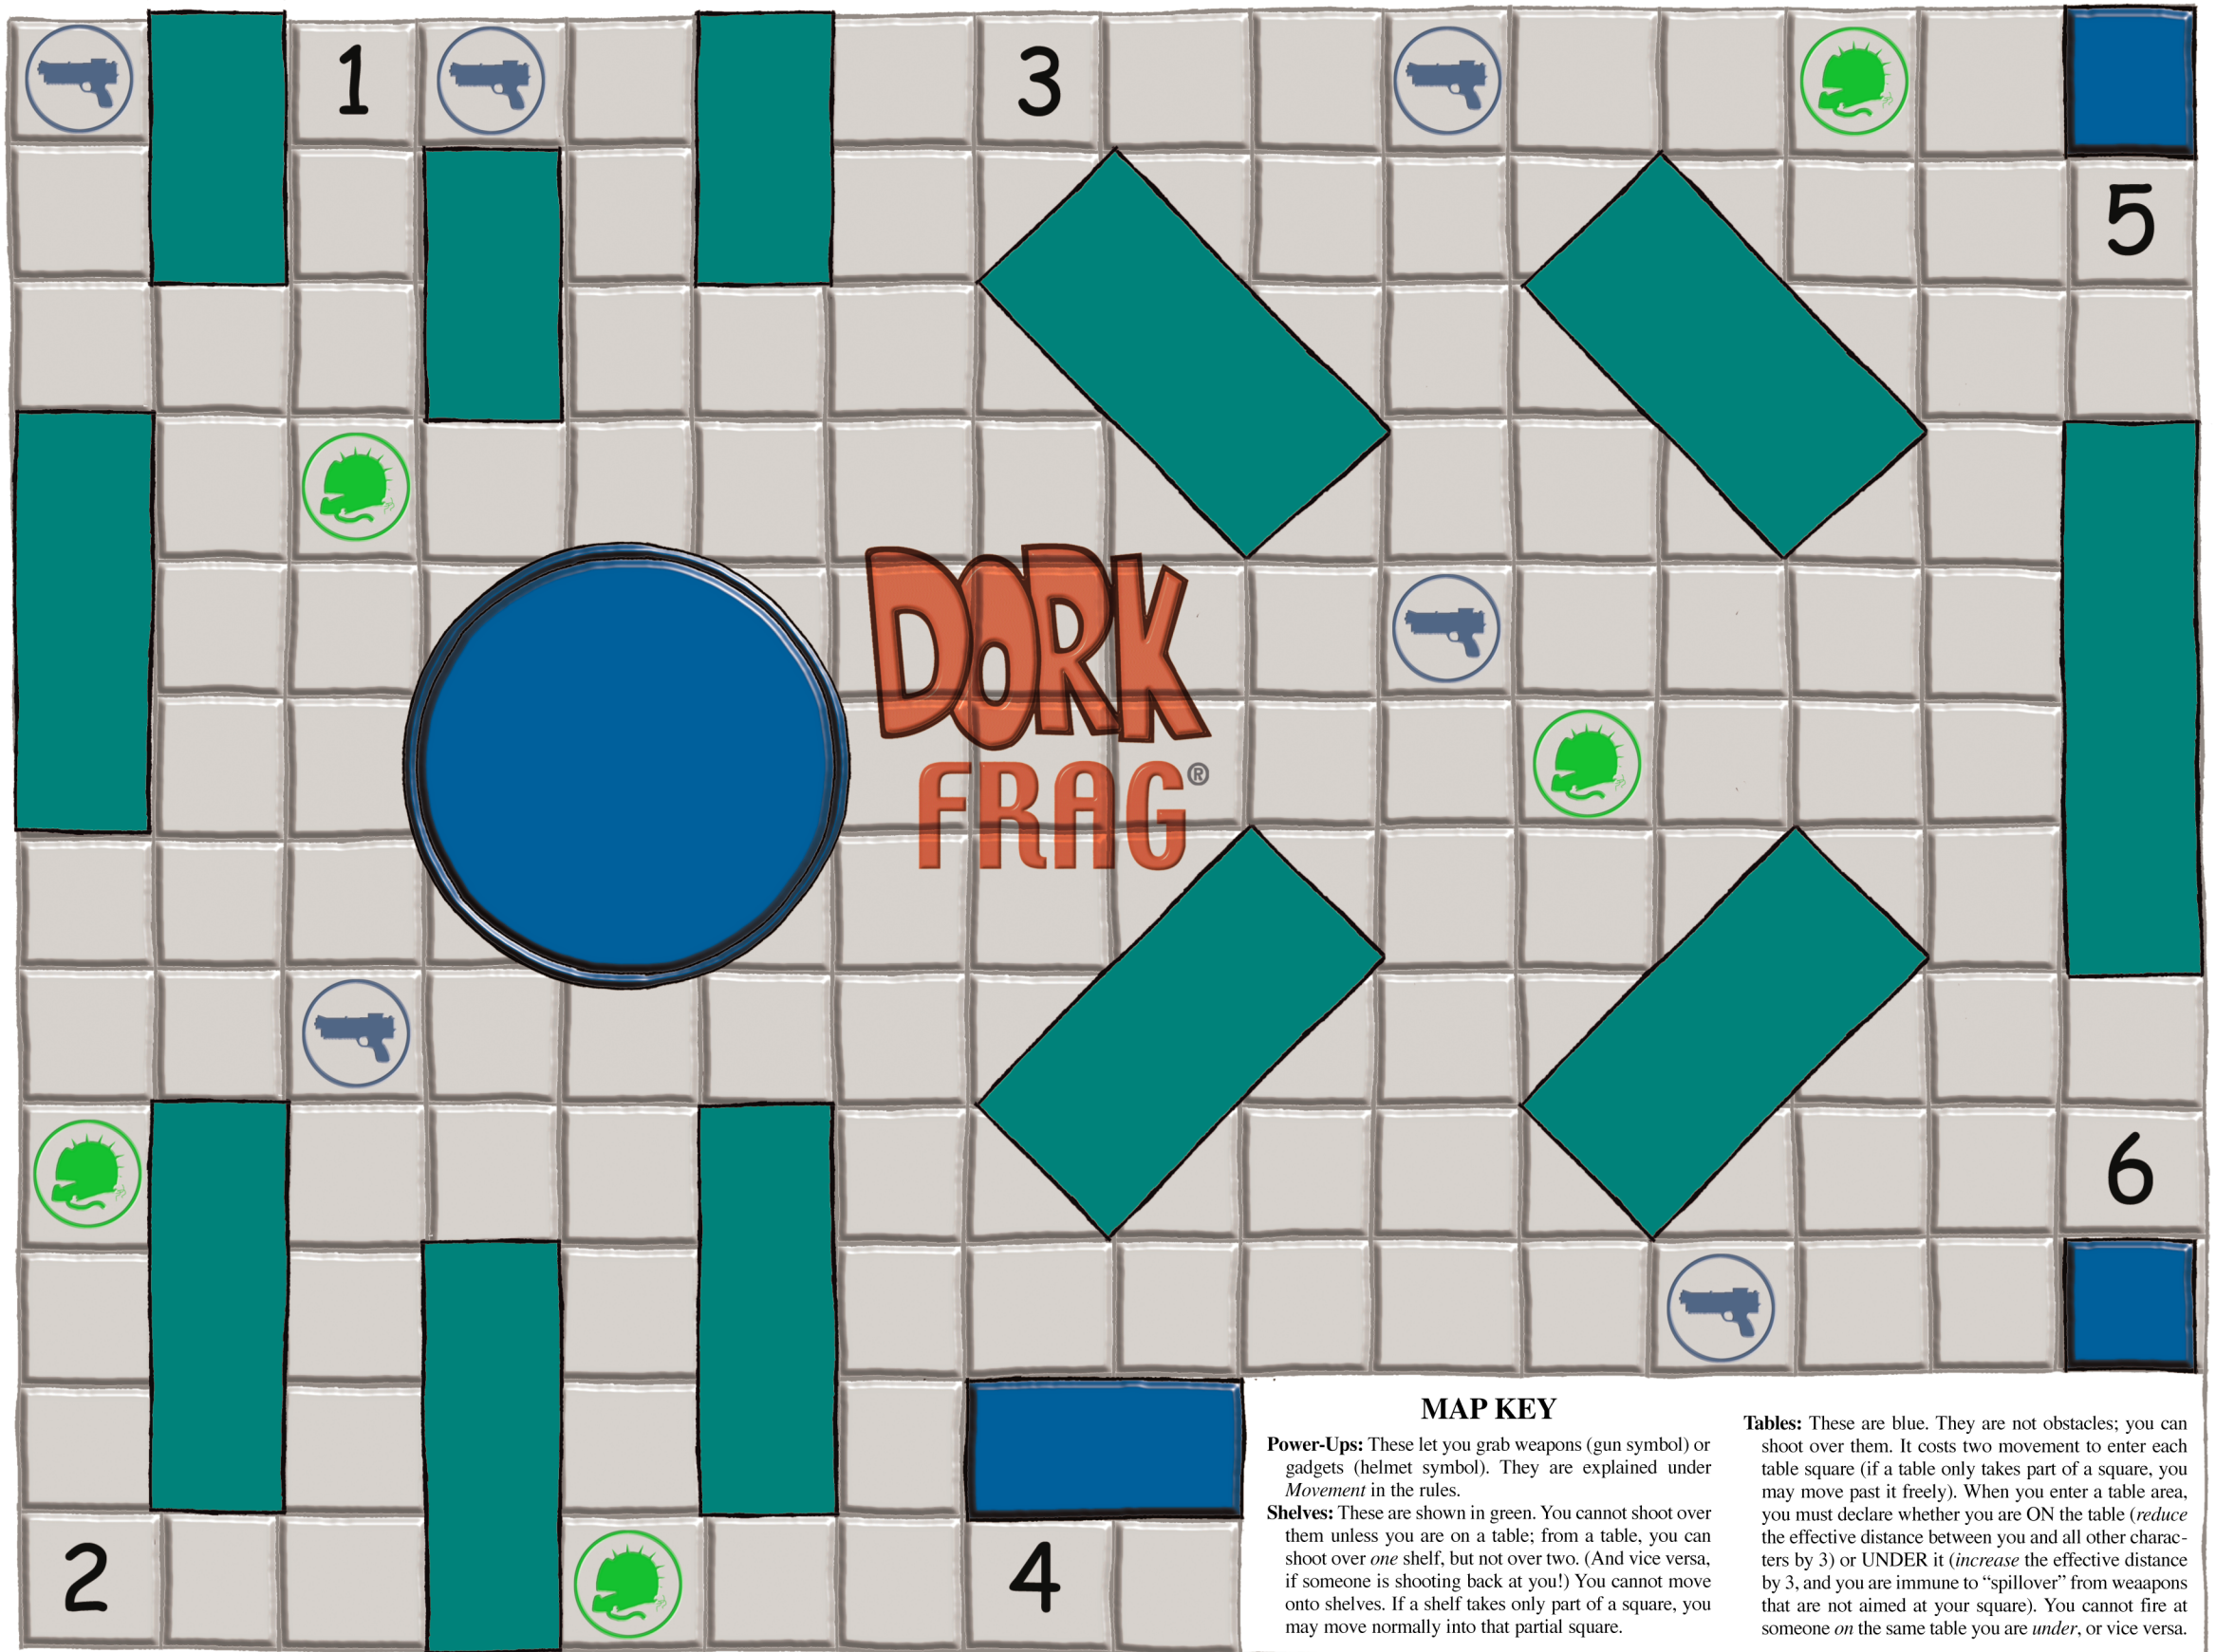 1
3
5
DORK
FRAG®
6
2
4
MAP KEY
Power-Ups: These let you grab weapons (gun symbol) or
gadgets (helmet symbol). They are explained under
Movement in the rules.
Shelves: These are shown in green. You cannot shoot over
them unless you are on a table; from a table, you can
shoot over one shelf, but not over two. (And vice versa,
if someone is shooting back at you!) You cannot move
onto shelves. If a shelf takes only part of a square, you
may move normally into that partial square.
Tables: These are blue. They are not obstacles; you can
shoot over them. It costs two movement to enter each
table square (if a table only takes part of a square, you
may move past it freely). When you enter a table area,
you must declare whether you are ON the table (reduce
the effective distance between you and all other charac-
ters by 3) or UNDER it (increase the effective distance
by 3, and you are immune to “spillover” from weaapons
that are not aimed at your square). You cannot fire at
someone on the same table you are under, or vice versa.